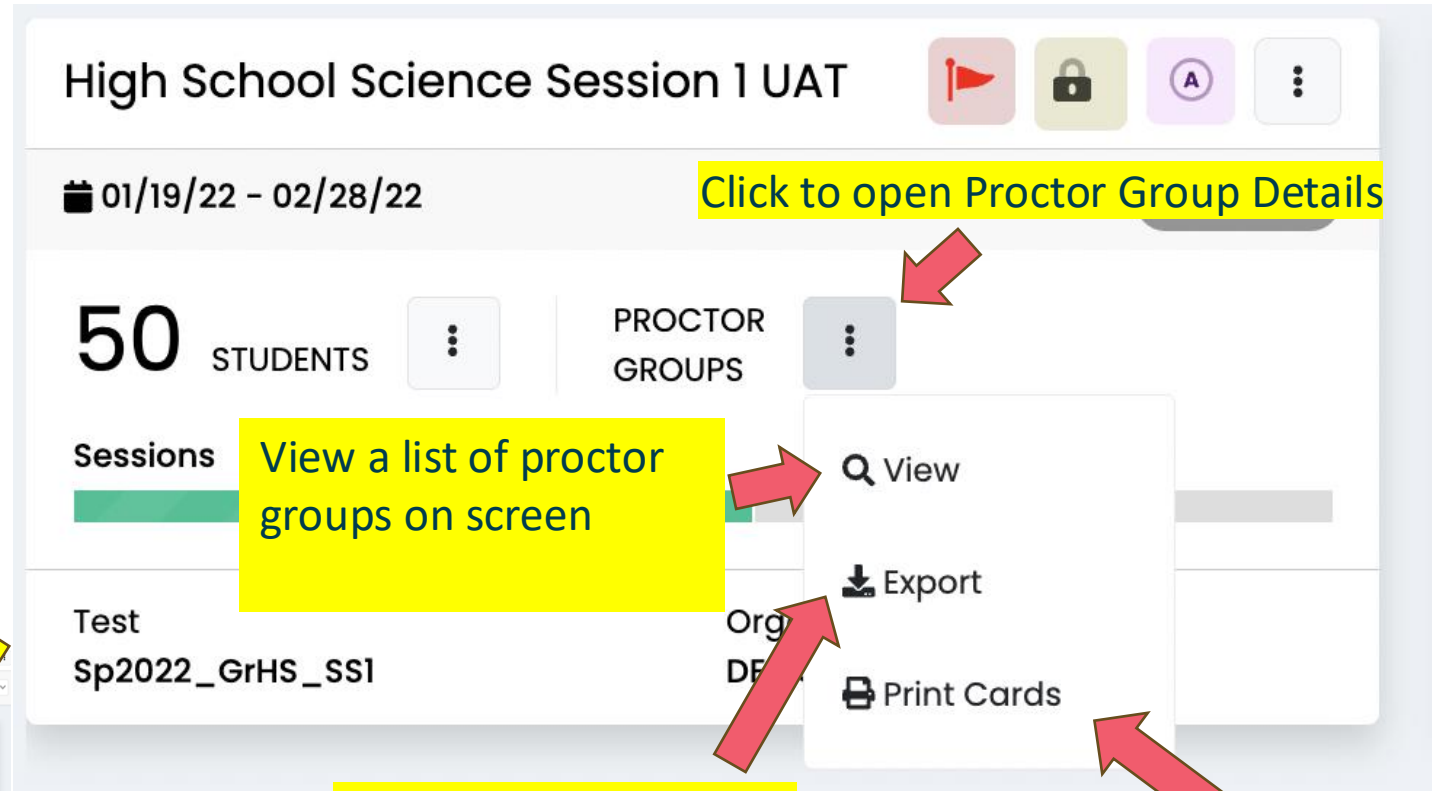 High School Science Session 1 UAT
A
01/19/22 - 02/28/22
Click to open Proctor Group Details
50 STUDENTS
PROCTOR
GROUPS
Sessions
View a list of proctor
groups on screen
View
Export
Print Cards
Test
Sp2022_GrHS_SS1